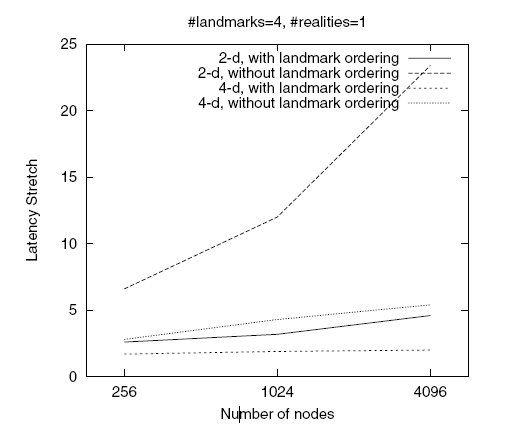 #landmarks=4, #realities=1
25
20
15
10
5
0
Latency Stretch
2-d, with landmark ordering
2-d, without landmark ordering
4-d, with landmark ordering
4-d, without landmark ordering
256 1024 4096
Number of nodes